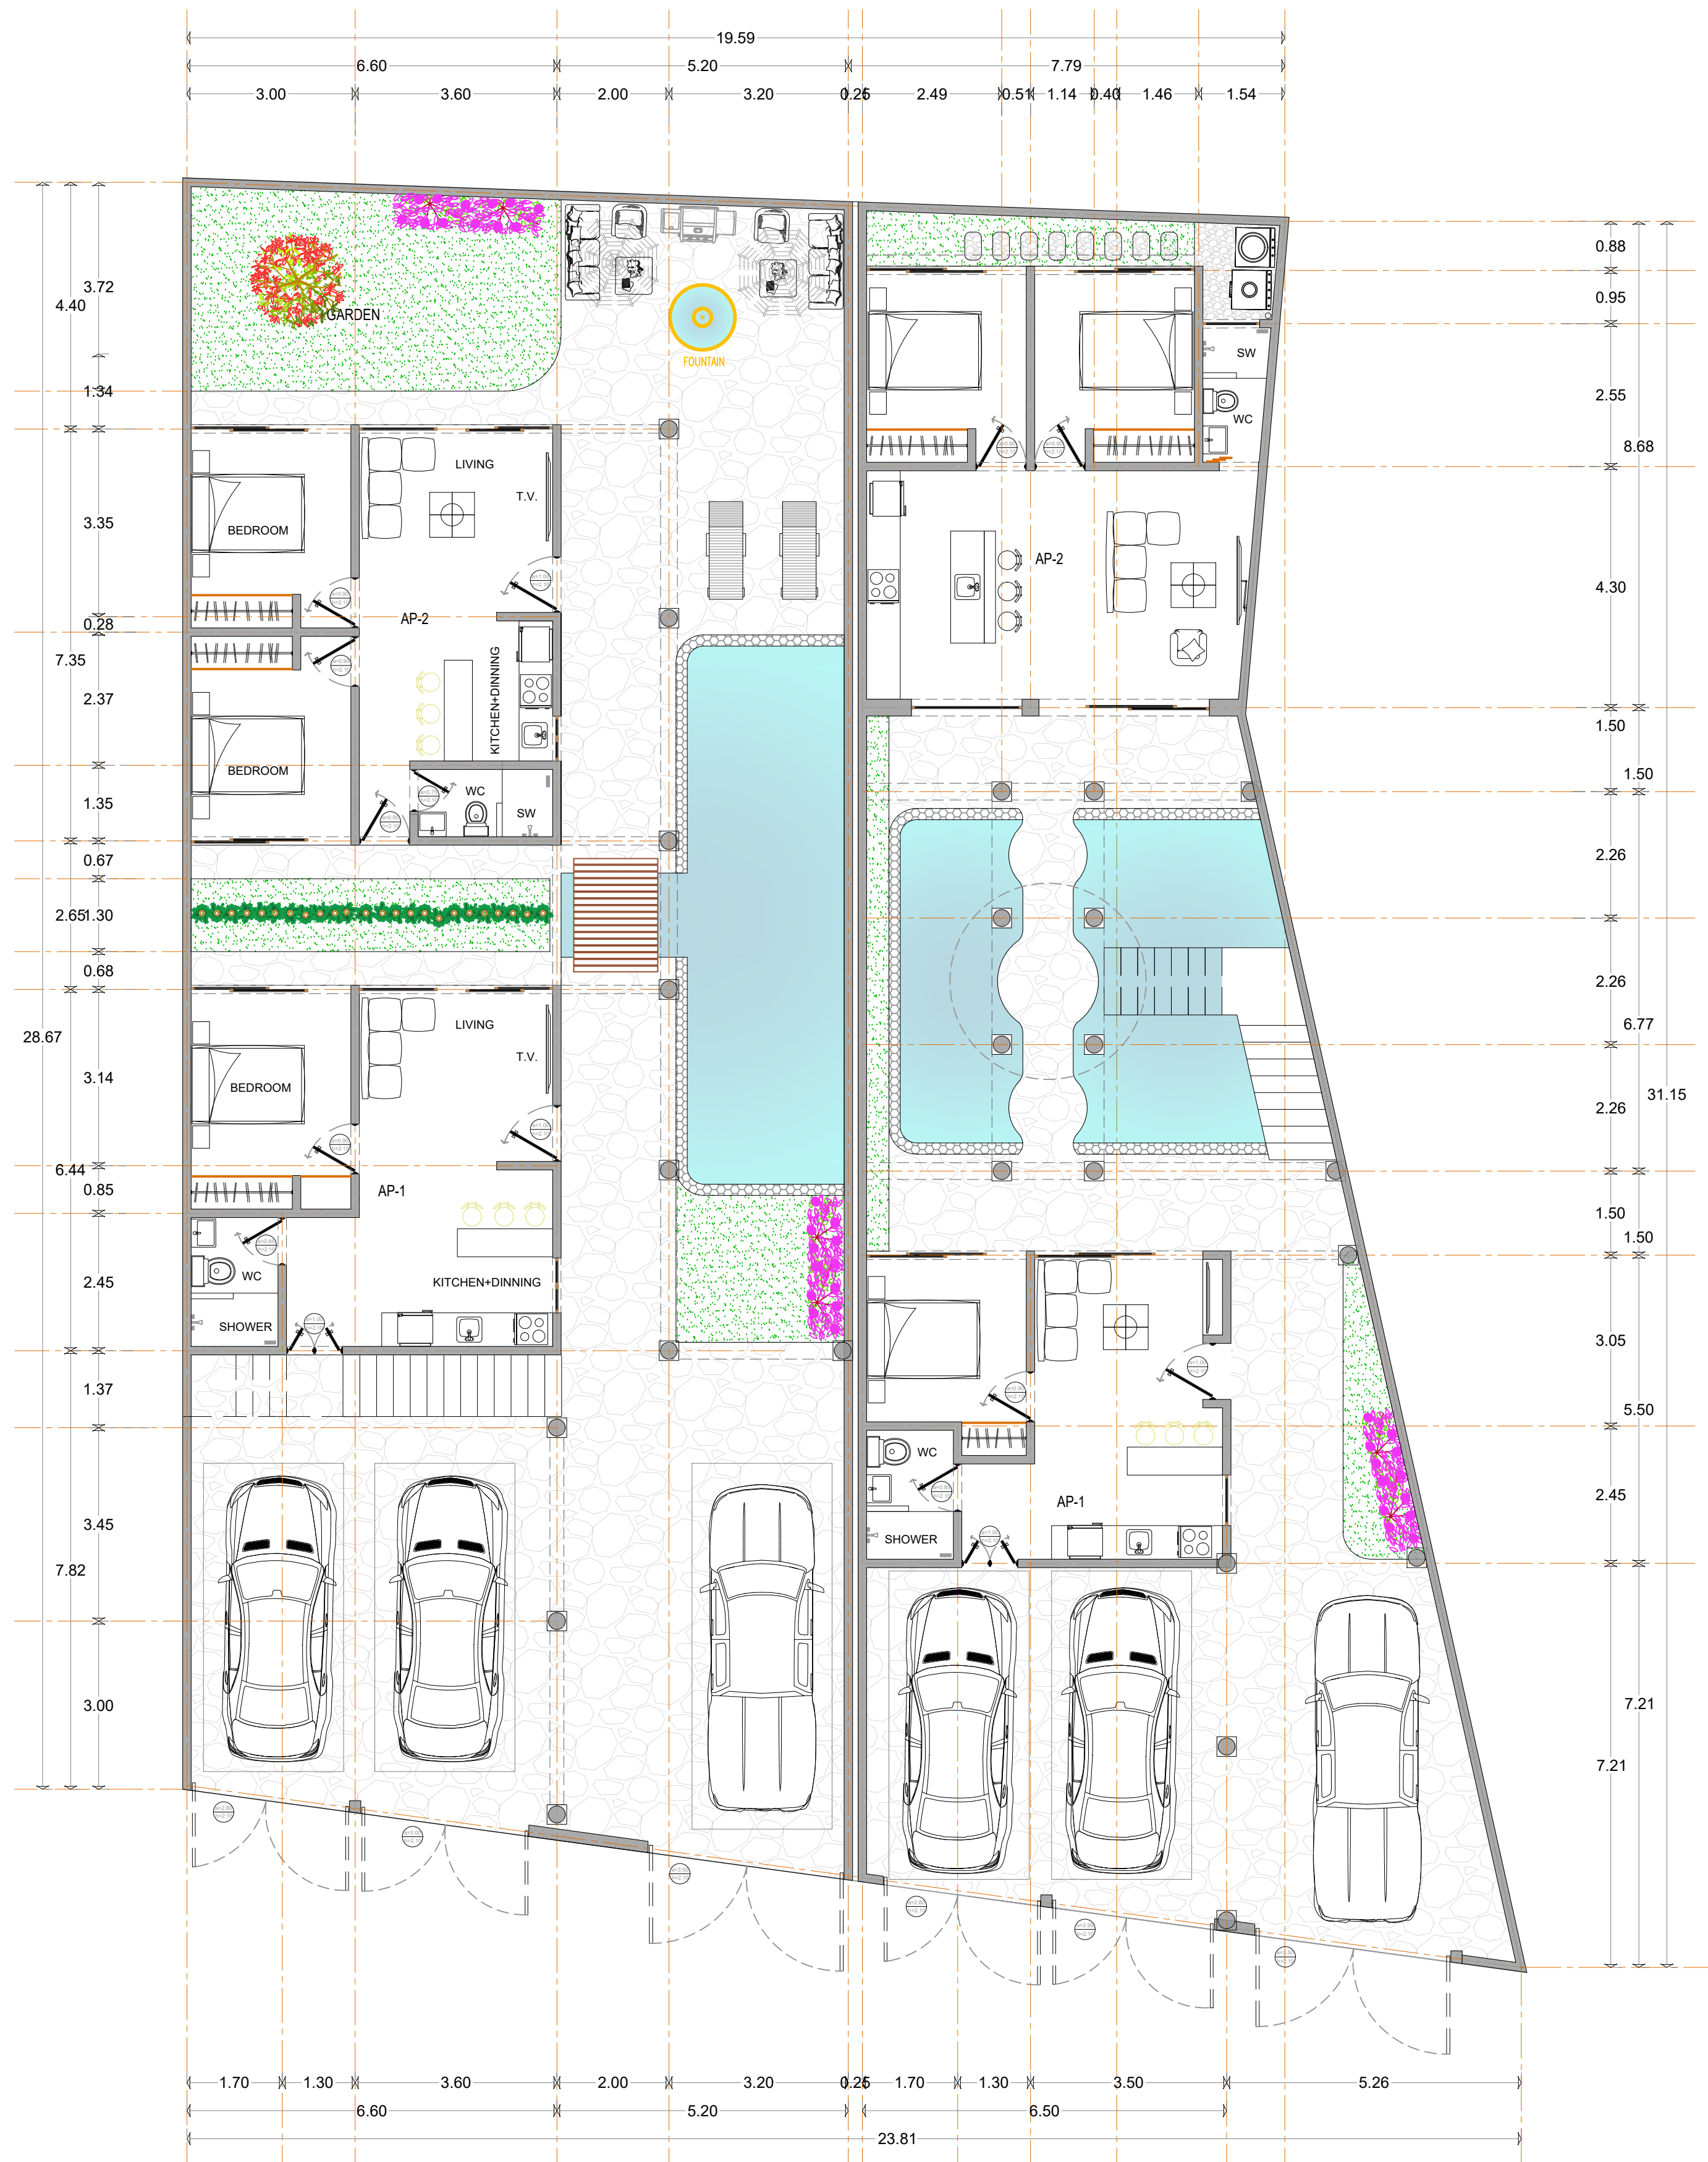 19.59
6.60 5.20 7.79
3.00 3.60 2.00 3.20 0.25 2.49 0.51 1.14 0.40 1.46 1.54
3.72
4.40
1.34
3.35
0.28
7.35
2.37
1.35
0.67
2.65 1.30
0.68
28.67
3.14
6.44
0.85
2.45
1.37
3.45
7.82
3.00
GARDEN
FOUNTAIN
LIVING
T.V.
BEDROOM
AP-2
KITCHEN+DINNING
BEDROOM
WC
SW
LIVING
T.V.
BEDROOM
AP-1
KITCHEN+DINNING
WC
SHOWER
SW
WC
AP-2
WC
AP-1
SHOWER
0.88
0.95
2.55
8.68
4.30
1.50
1.50
2.26
2.26
6.77
31.15
2.26
1.50
1.50
3.05
5.50
2.45
7.21
7.21
1.70 1.30 3.60 2.00 3.20 0.25 1.70 1.30 3.50 5.26
6.60 5.20 6.50
23.81